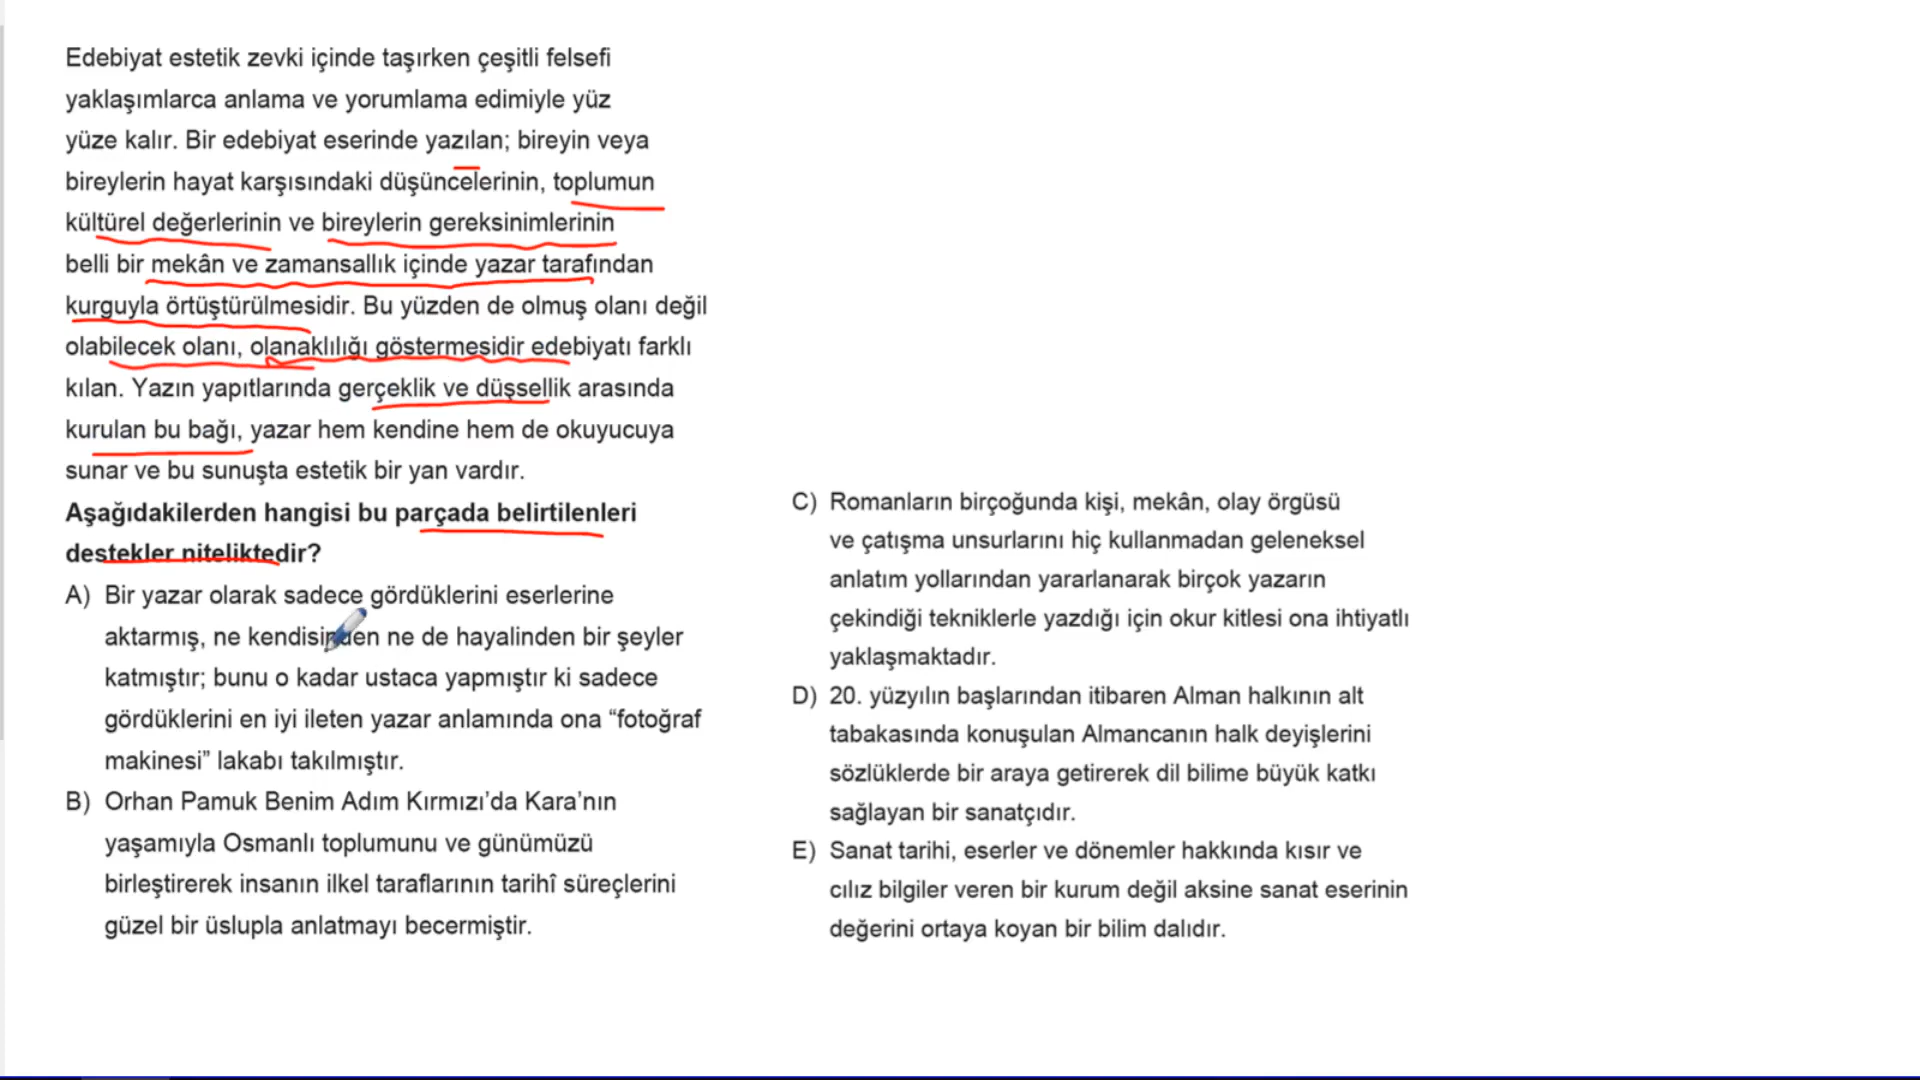 Edebiyat estetik zevki içinde taşırken çeşitli felsefi
yaklaşımlarca anlama ve yorumlama edimiyle yüz
yüze kalır. Bir edebiyat eserinde yazılan; bireyin veya
bireylerin hayat karşısındaki düşüncelerinin, toplumun
kültürel değerlerinin ve bireylerin gereksinimlerinin
belli bir mekân ve zamansallık içinde yazar tarafından
kurguyla örtüştürülmesidir. Bu yüzden de olmuş olanı değil
olabilecek olanı, olanaklılığı göstermesidir edebiyatı farklı
kılan. Yazın yapıtlarında gerçeklik ve düşsellik arasında
kurulan bu bağı, yazar hem kendine hem de okuyucuya
sunar ve bu sunuşta estetik bir yan vardır.
Aşağıdakilerden hangisi bu parçada belirtilenleri
destekler niteliktedir?
A) Bir yazar olarak sadece gördüklerini eserlerine
aktarmış, ne kendisinden ne de hayalinden bir şeyler
katmıştır; bunu o kadar ustaca yapmıştır ki sadece
gördüklerini en iyi ileten yazar anlamında ona “fotoğraf
makinesi” lakabı takılmıştır.
B) Orhan Pamuk Benim Adım Kırmızı’da Kara’nın
yaşamıyla Osmanlı toplumunu ve günümüzü
birleştirerek insanın ilkel taraflarının tarihî süreçlerini
güzel bir üslupla anlatmayı becermiştir.
C) Romanların birçoğunda kişi, mekân, olay örgüsü
ve çatışma unsurlarını hiç kullanmadan geleneksel
anlatım yollarından yararlanarak birçok yazarın
çekindiği tekniklerle yazdığı için okur kitlesi ona ihtiyatlı
yaklaşmaktadır.
D) 20. yüzyılın başlarından itibaren Alman halkının alt
tabakasında konuşulan Almancanın halk deyişlerini
sözlüklerde bir araya getirerek dil bilime büyük katkı
sağlayan bir sanatçıdır.
E) Sanat tarihi, eserler ve dönemler hakkında kısır ve
cılız bilgiler veren bir kurum değil aksine sanat eserinin
değerini ortaya koyan bir bilim dalıdır.